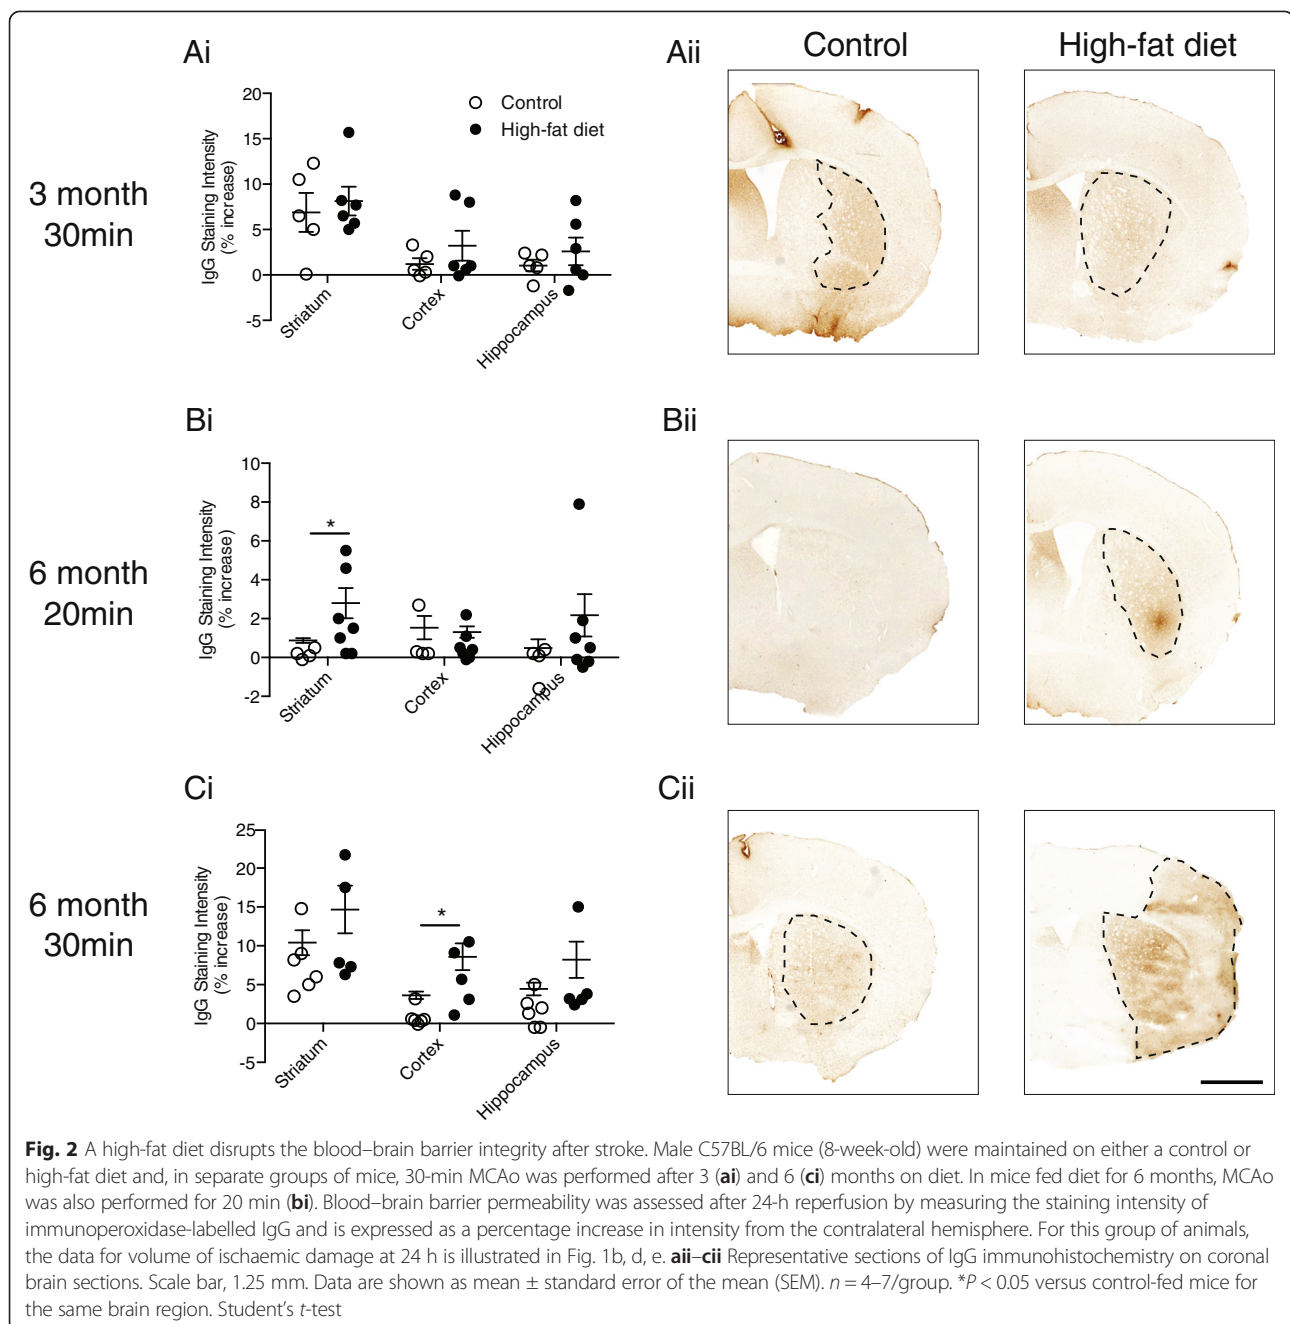 Control
High-fat diet
Ai
Aii
3 month
30min
IgG Staining Intensity
(% increase)
20
15
10
5
0
-5
Control
High-fat diet
Striatum
Cortex
Hippocampus
Bi
Bii
6 month
20min
IgG Staining Intensity
(% increase)
10
8
6
4
2
0
-2
*
Striatum
Cortex
Hippocampus
Ci
Cii
6 month
30min
IgG Staining Intensity
(% increase)
25
20
15
10
5
0
-5
*
Striatum
Cortex
Hippocampus
Fig. 2 A high-fat diet disrupts the blood–brain barrier integrity after stroke. Male C57BL/6 mice (8-week-old) were maintained on either a control or
high-fat diet and, in separate groups of mice, 30-min MCAo was performed after 3 (ai) and 6 (ci) months on diet. In mice fed diet for 6 months, MCAo
was also performed for 20 min (bi). Blood–brain barrier permeability was assessed after 24-h reperfusion by measuring the staining intensity of
immunoperoxidase-labelled IgG and is expressed as a percentage increase in intensity from the contralateral hemisphere. For this group of animals,
the data for volume of ischaemic damage at 24 h is illustrated in Fig. 1b, d, e. aii–cii Representative sections of IgG immunohistochemistry on coronal
brain sections. Scale bar, 1.25 mm. Data are shown as mean ± standard error of the mean (SEM). n = 4–7/group. *P < 0.05 versus control-fed mice for
the same brain region. Student's t-test